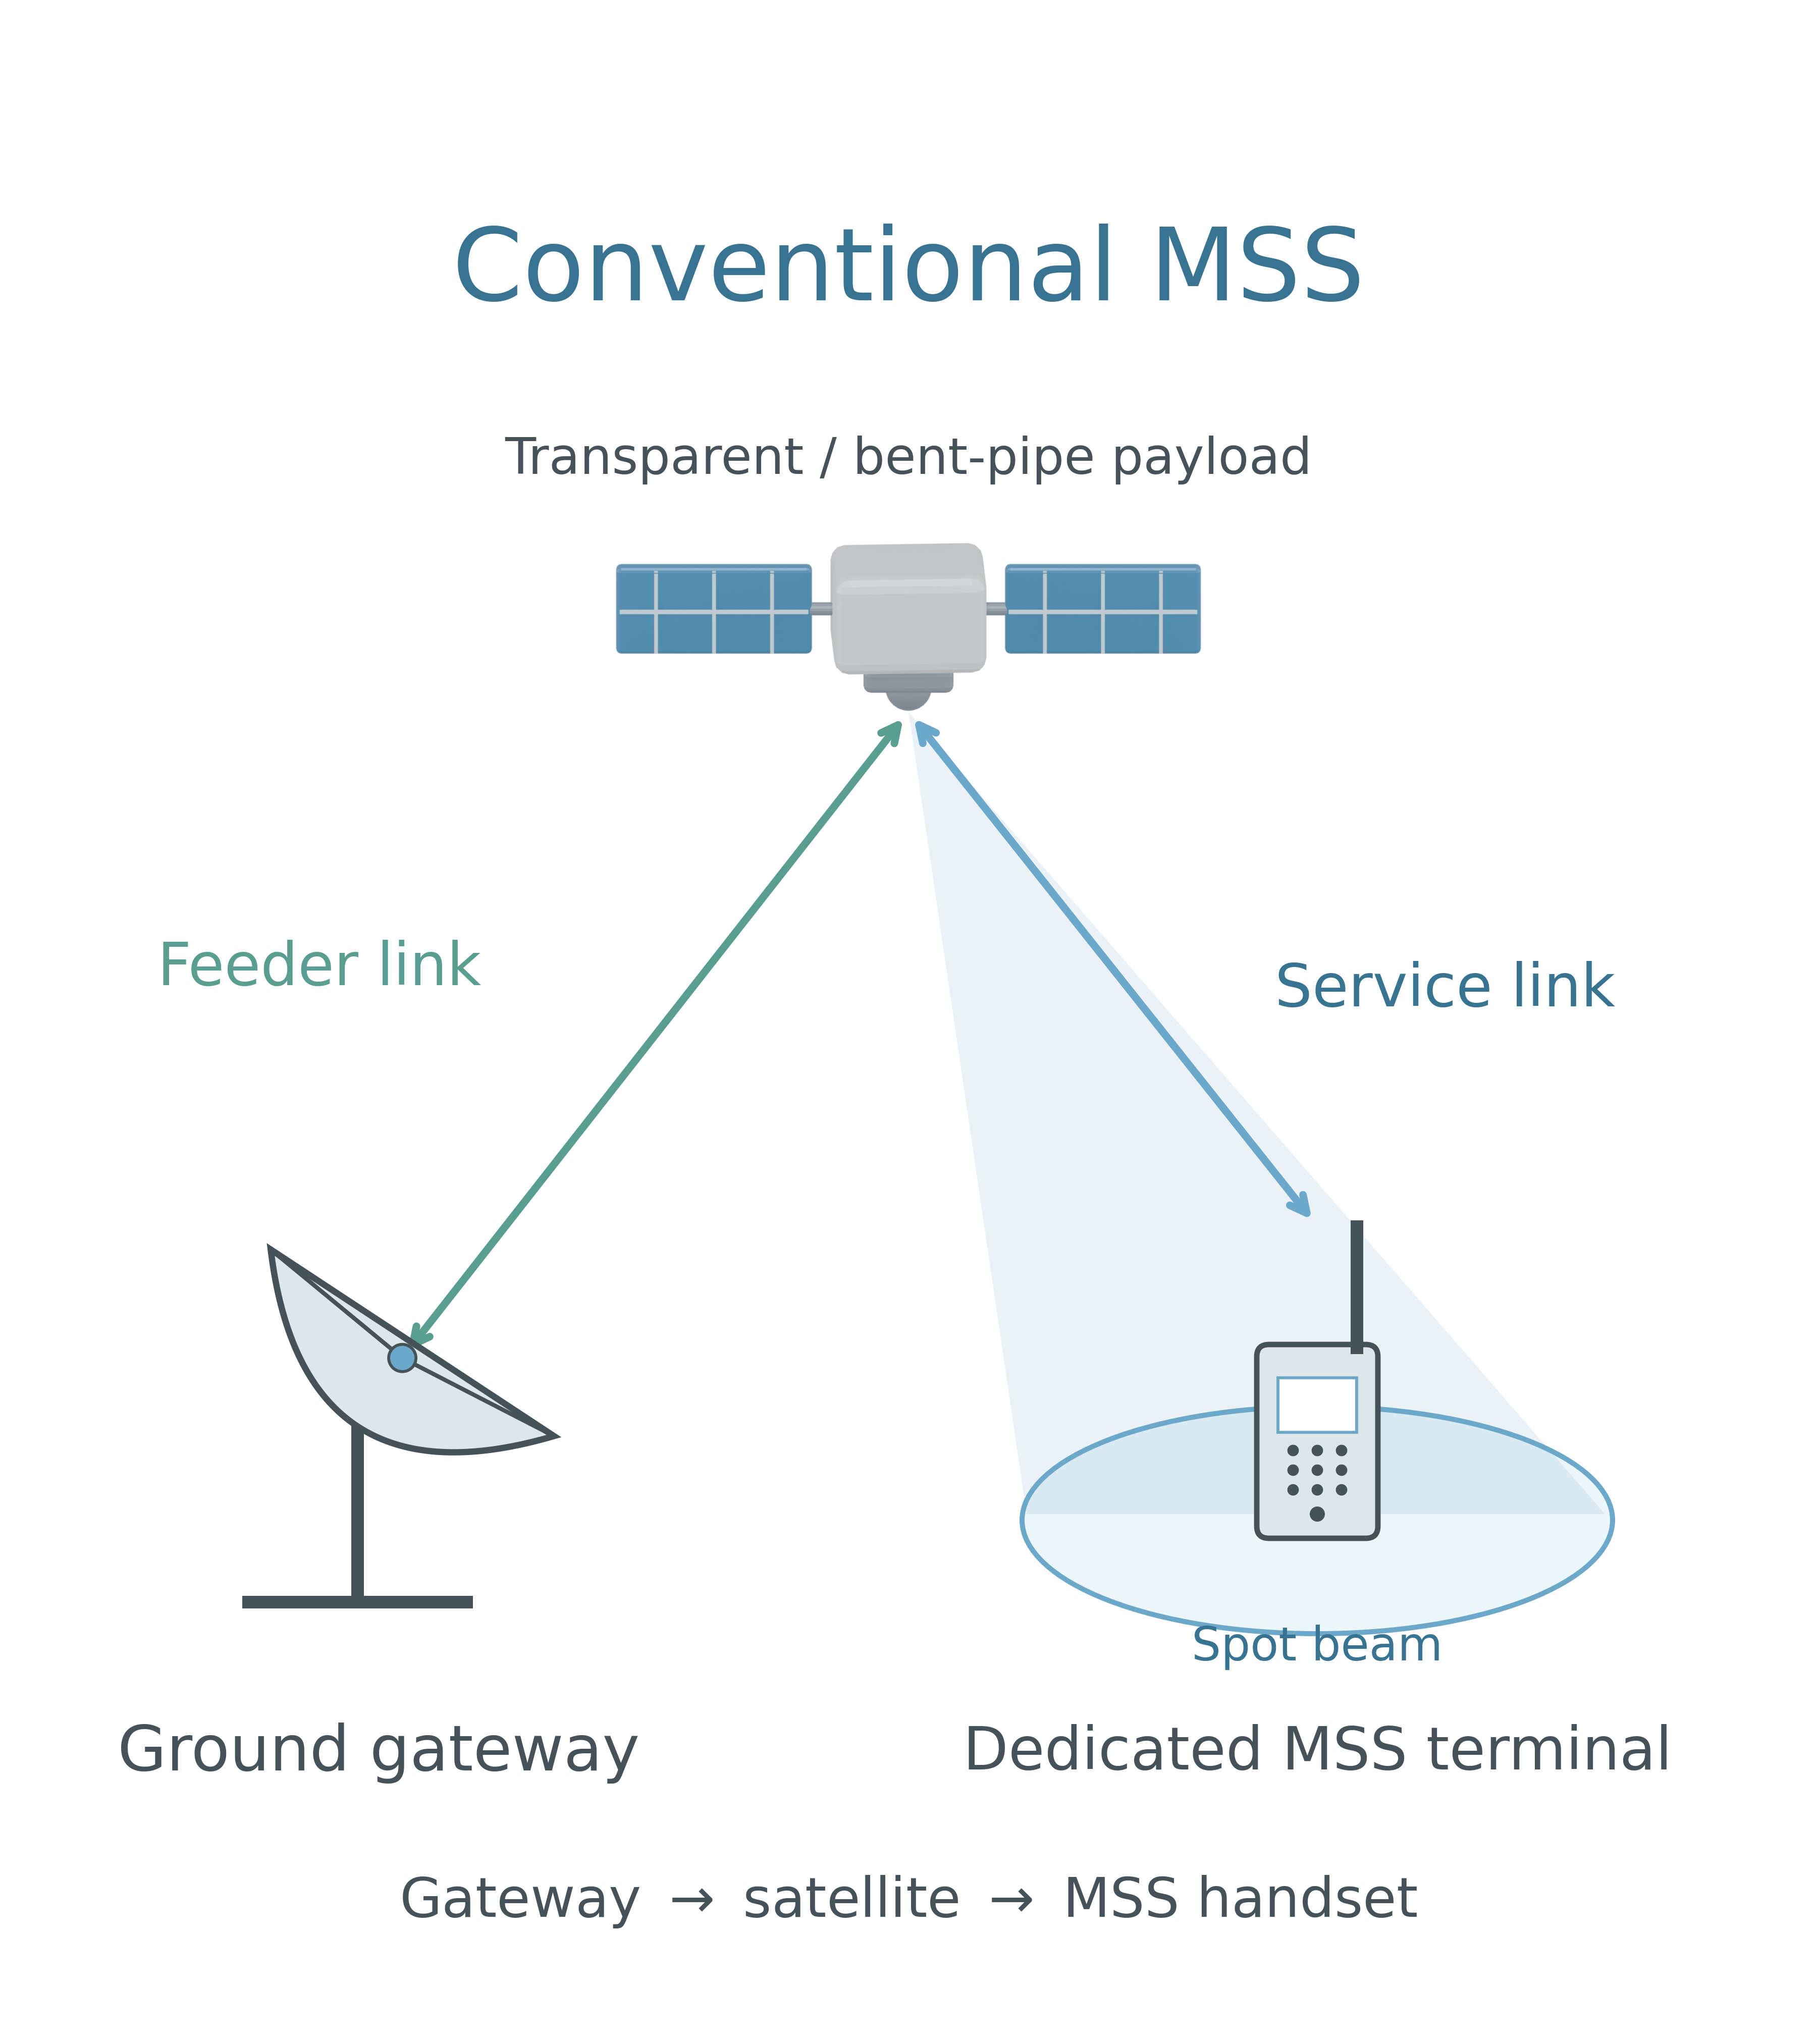 Conventional MSS
Transparent / bent-pipe payload
Feeder link
Service link
Spot beam
Ground gateway
Dedicated MSS terminal
Gateway → satellite → MSS handset